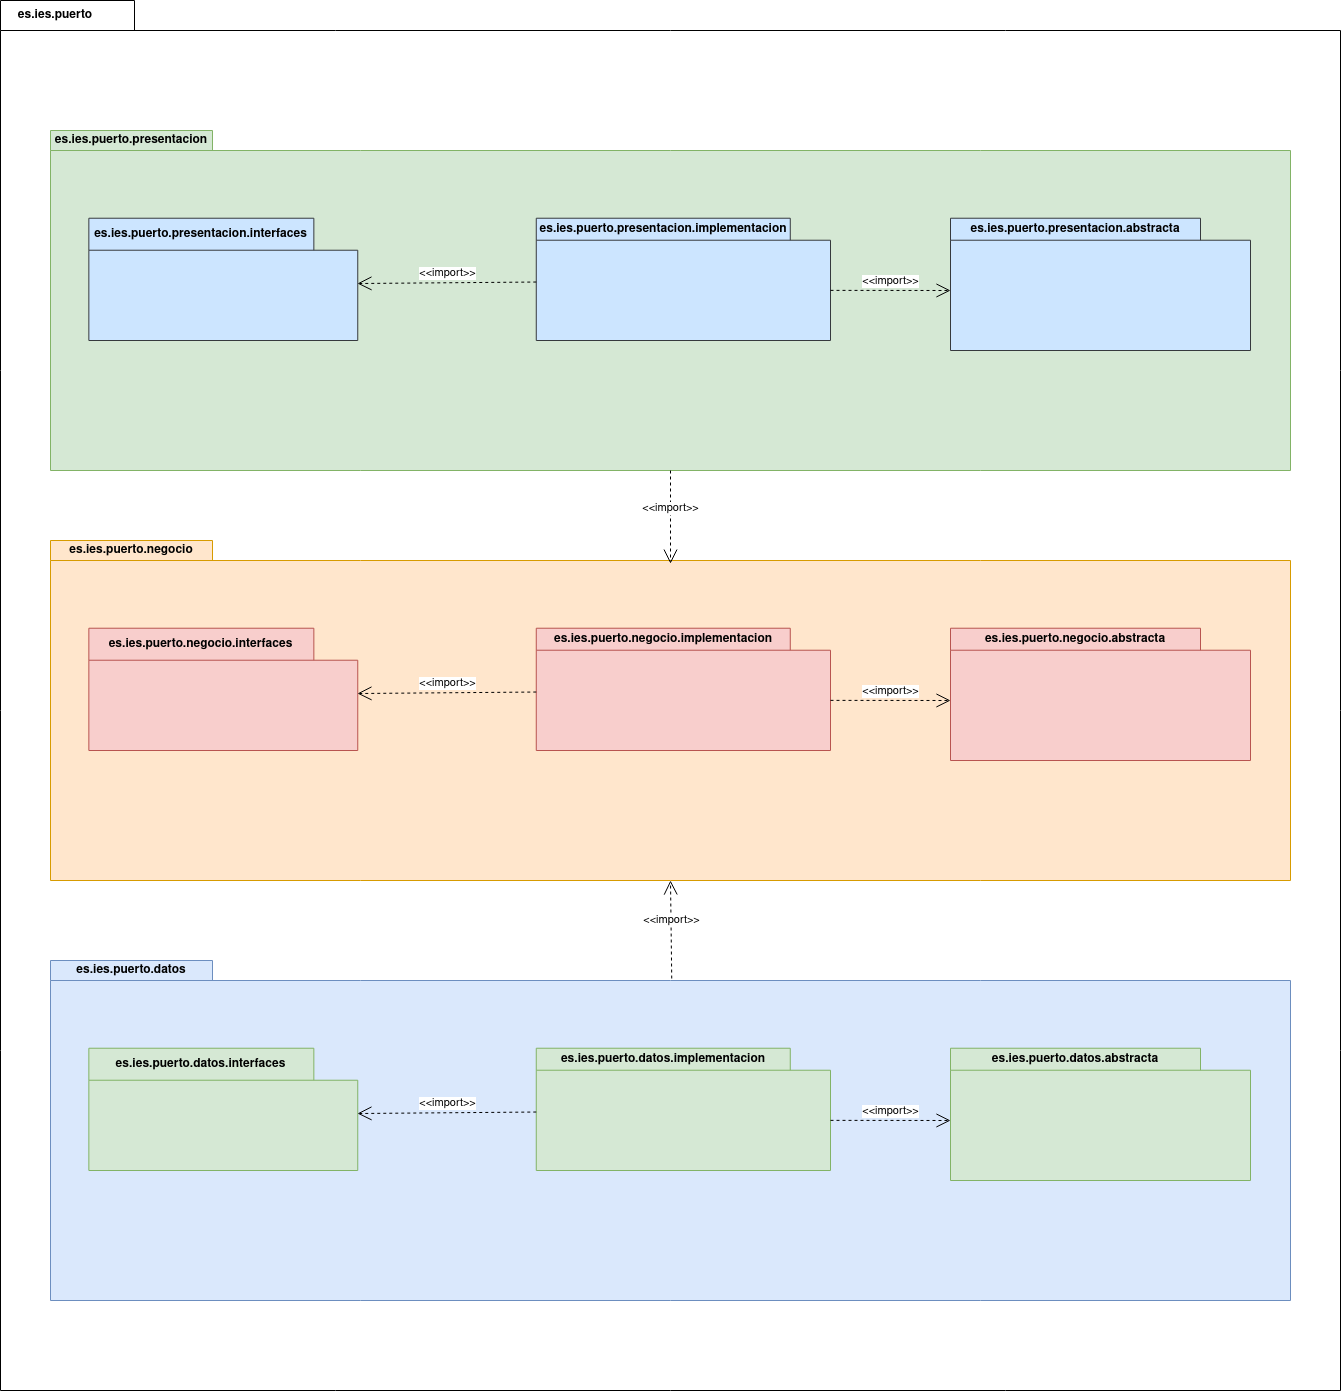 es.ies.puerto
es.ies.puerto.presentacion
es.ies.puerto.presentacion.interfaces
es.ies.puerto.presentacion.implementacion
es.ies.puerto.presentacion.abstracta
<<import>>
<<import>>
<<import>>
es.ies.puerto.negocio
es.ies.puerto.negocio.interfaces
es.ies.puerto.negocio.implementacion
es.ies.puerto.negocio.abstracta
<<import>>
<<import>>
<<import>>
es.ies.puerto.datos
es.ies.puerto.datos.interfaces
es.ies.puerto.datos.implementacion
es.ies.puerto.datos.abstracta
<<import>>
<<import>>